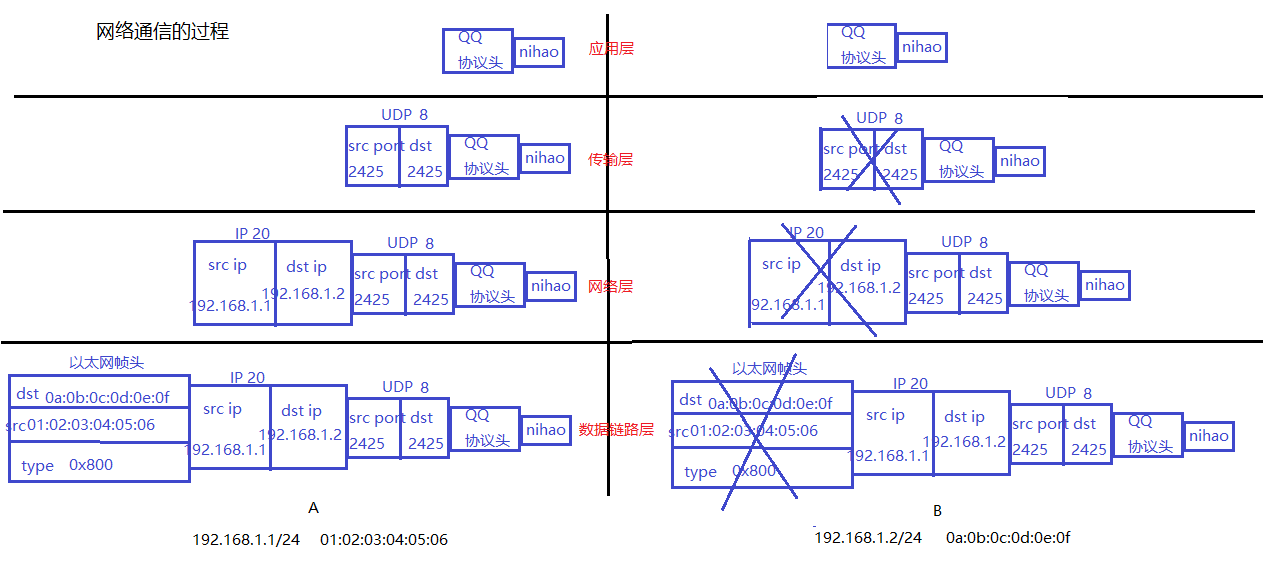 网络通信的过程
QQ
协议头
nihao
应用层
QQ
协议头
nihao
UDP 8
src port dst
2425 2425
QQ
协议头
nihao
传输层
UDP 8
src port dst
2425 2425
QQ
协议头
nihao
IP 20
src ip
192.168.1.1
dst ip
192.168.1.2
UDP 8
src port dst
2425 2425
QQ
协议头
nihao
网络层
IP 20
src ip
92.168.1.1
dst ip
192.168.1.2
UDP 8
src port dst
2425 2425
QQ
协议头
nihao
以太网帧头
dst 0a:0b:0c:0d:0e:0f
src 01:02:03:04:05:06
type 0x800
IP 20
src ip
192.168.1.1
dst ip
192.168.1.2
UDP 8
src port dst
2425 2425
QQ
协议头
nihao
数据链路层
以太网帧头
dst 0a:0b:0c:0d:0e:0f
src 01:02:03:04:05:06
type 0x800
IP 20
src ip
192.168.1.1
dst ip
192.168.1.2
UDP 8
src port dst
2425 2425
QQ
协议头
nihao
A
192.168.1.1/24 01:02:03:04:05:06
B
192.168.1.2/24 0a:0b:0c:0d:0e:0f